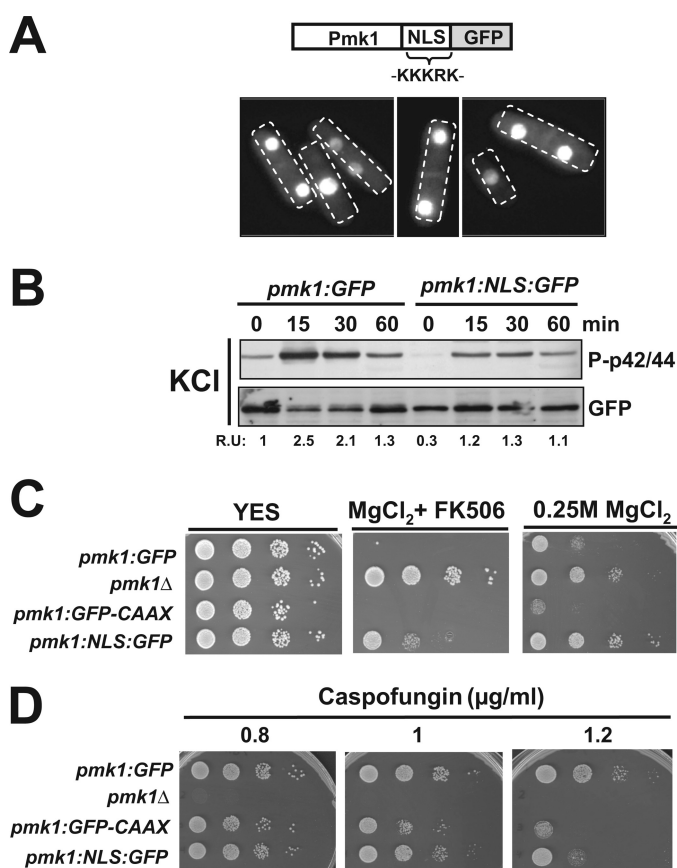 A
Pmk1 NLS GFP
-KKKRK-
B
pmk1:GFP pmk1:NLS:GFP
0 15 30 60 0 15 30 60 min
KCl
P-p42/44
GFP
R.U: 1 2.5 2.1 1.3 0.3 1.2 1.3 1.1
C
YES MgCl2+ FK506 0.25M MgCl2
pmk1:GFP
pmk1Δ
pmk1:GFP-CAAX
pmk1:NLS:GFP
D
Caspofungin (µg/ml)
0.8 1 1.2
pmk1:GFP
pmk1Δ
pmk1:GFP-CAAX
pmk1:NLS:GFP